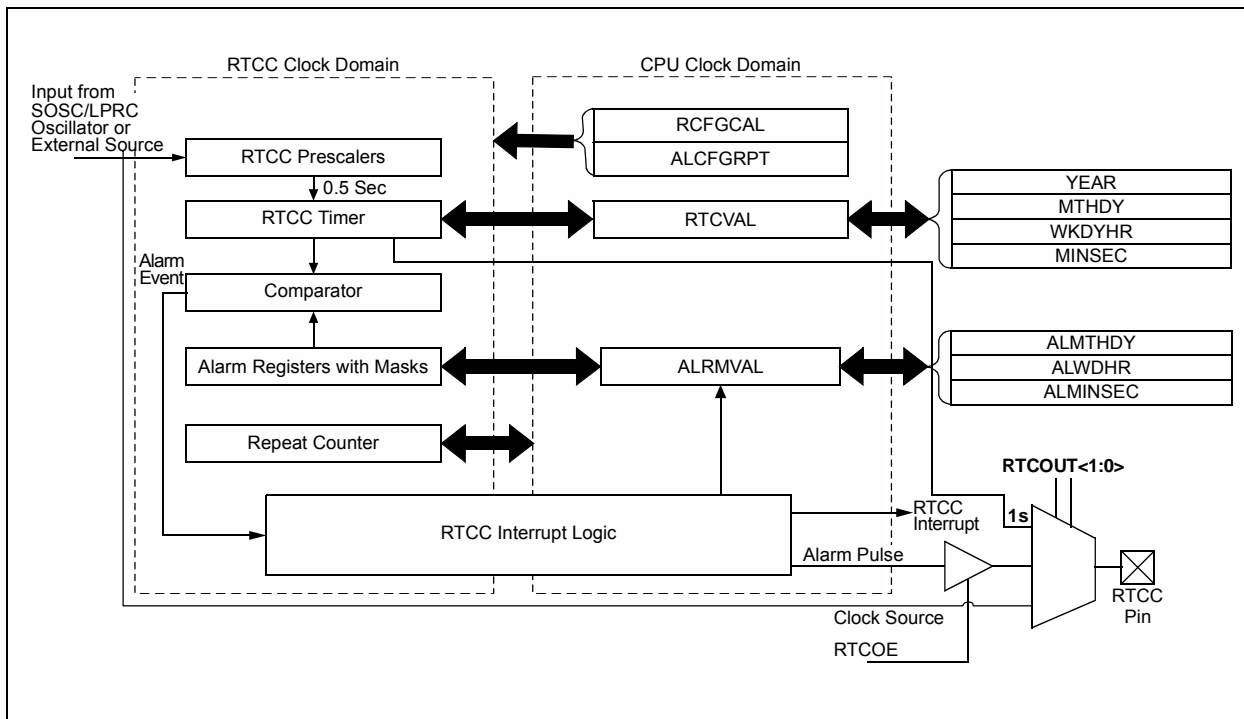 RTCC Clock Domain
CPU Clock Domain
Input from
SOSC/LPRC
Oscillator or
External Source
RCFGCAL
ALCFGRPT
RTCC Prescalers
0.5 Sec
YEAR
MTHDY
WKDYHR
MINSEC
RTCC Timer
RTCVAL
Alarm
Event
Comparator
Alarm Registers with Masks
ALRMVAL
ALMTHDY
ALWDHR
ALMINSEC
Repeat Counter
RTCOUT<1:0>
RTCC Interrupt Logic
RTCC
Interrupt
1s
Alarm Pulse
RTCC
Pin
Clock Source
RTCOE